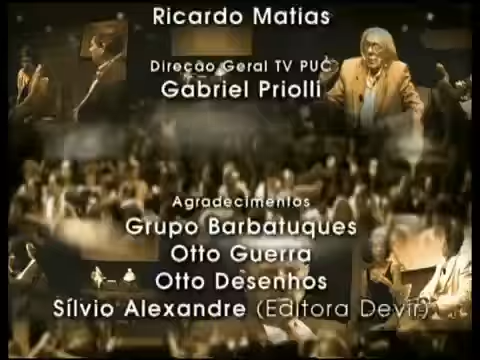 Ricardo Matias
Direção Geral TV PUC
Gabriel Priolli
Agradecimentos
Grupo Barbatuques
Otto Guerra
Otto Desenhos
Sílvio Alexandre (Editora Devir)